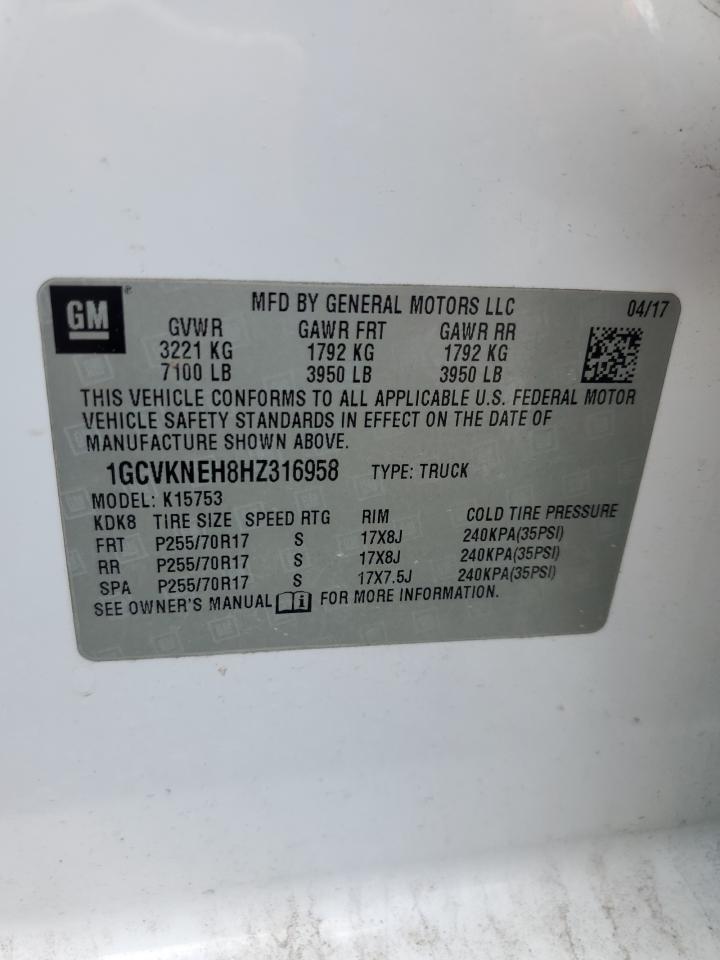 GM®
MFD BY GENERAL MOTORS LLC 04/17
GVWR GAWR FRT GAWR RR
3221 KG 1792 KG 1792 KG
7100 LB 3950 LB 3950 LB
THIS VEHICLE CONFORMS TO ALL APPLICABLE U.S. FEDERAL MOTOR
VEHICLE SAFETY STANDARDS IN EFFECT ON THE DATE OF
MANUFACTURE SHOWN ABOVE.
1GCVKNEH8HZ316958 TYPE: TRUCK
MODEL: K15753
KDK8 TIRE SIZE SPEED RTG RIM COLD TIRE PRESSURE
FRT P255/70R17 S 17X8J 240KPA(35PSI)
RR P255/70R17 S 17X8J 240KPA(35PSI)
SPA P255/70R17 S 17X7.5J 240KPA(35PSI)
SEE OWNER'S MANUAL i FOR MORE INFORMATION.